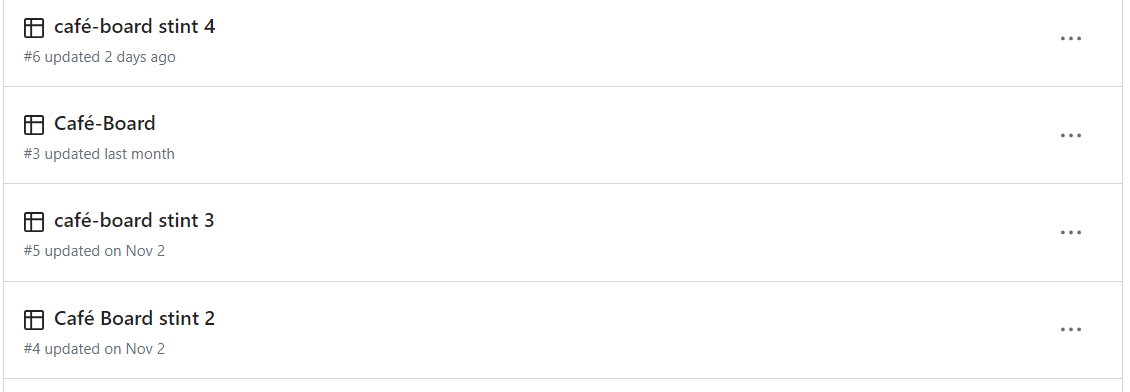 café-board stint 4
#6 updated 2 days ago
Café-Board
#3 updated last month
café-board stint 3
#5 updated on Nov 2
Café Board stint 2
#4 updated on Nov 2